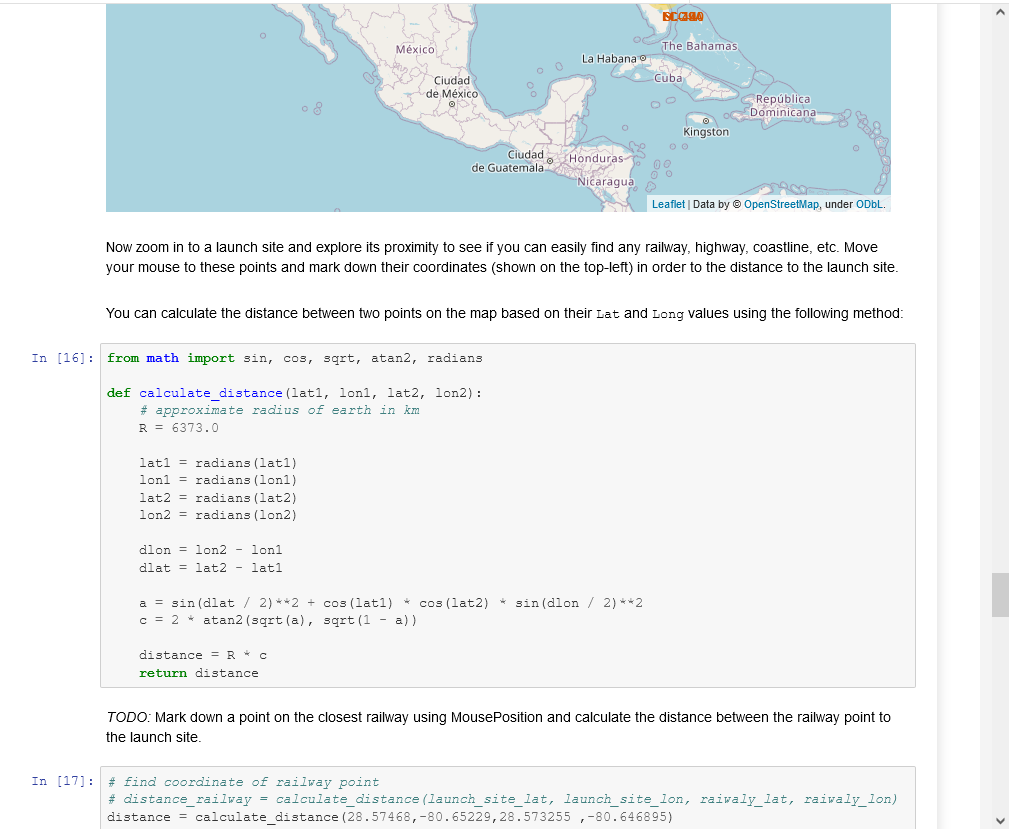 México
Ciudad
de México
La Habana
The Bahamas
Cuba
República
Dominicana
Kingston
Ciudad
de Guatemala
Honduras
Nicaragua
Leaflet | Data by © OpenStreetMap, under ODbL.
Now zoom in to a launch site and explore its proximity to see if you can easily find any railway, highway, coastline, etc. Move
your mouse to these points and mark down their coordinates (shown on the top-left) in order to the distance to the launch site.
You can calculate the distance between two points on the map based on their Lat and Long values using the following method:
In [16]: from math import sin, cos, sqrt, atan2, radians
def calculate_distance(lat1, lon1, lat2, lon2):
# approximate radius of earth in km
R = 6373.0
lat1 = radians(lat1)
lon1 = radians(lon1)
lat2 = radians(lat2)
lon2 = radians(lon2)
dlon = lon2 - lon1
dlat = lat2 - lat1
a = sin(dlat / 2)**2 + cos(lat1) * cos(lat2) * sin(dlon / 2)**2
c = 2 * atan2(sqrt(a), sqrt(1 - a))
distance = R * c
return distance
TODO: Mark down a point on the closest railway using MousePosition and calculate the distance between the railway point to
the launch site.
In [17]: # find coordinate of railway point
# distance_railway = calculate_distance(launch_site_lat, launch_site_lon, raiwaly_lat, raiwaly_lon)
distance = calculate_distance(28.57468,-80.65229,28.573255 ,-80.646895)